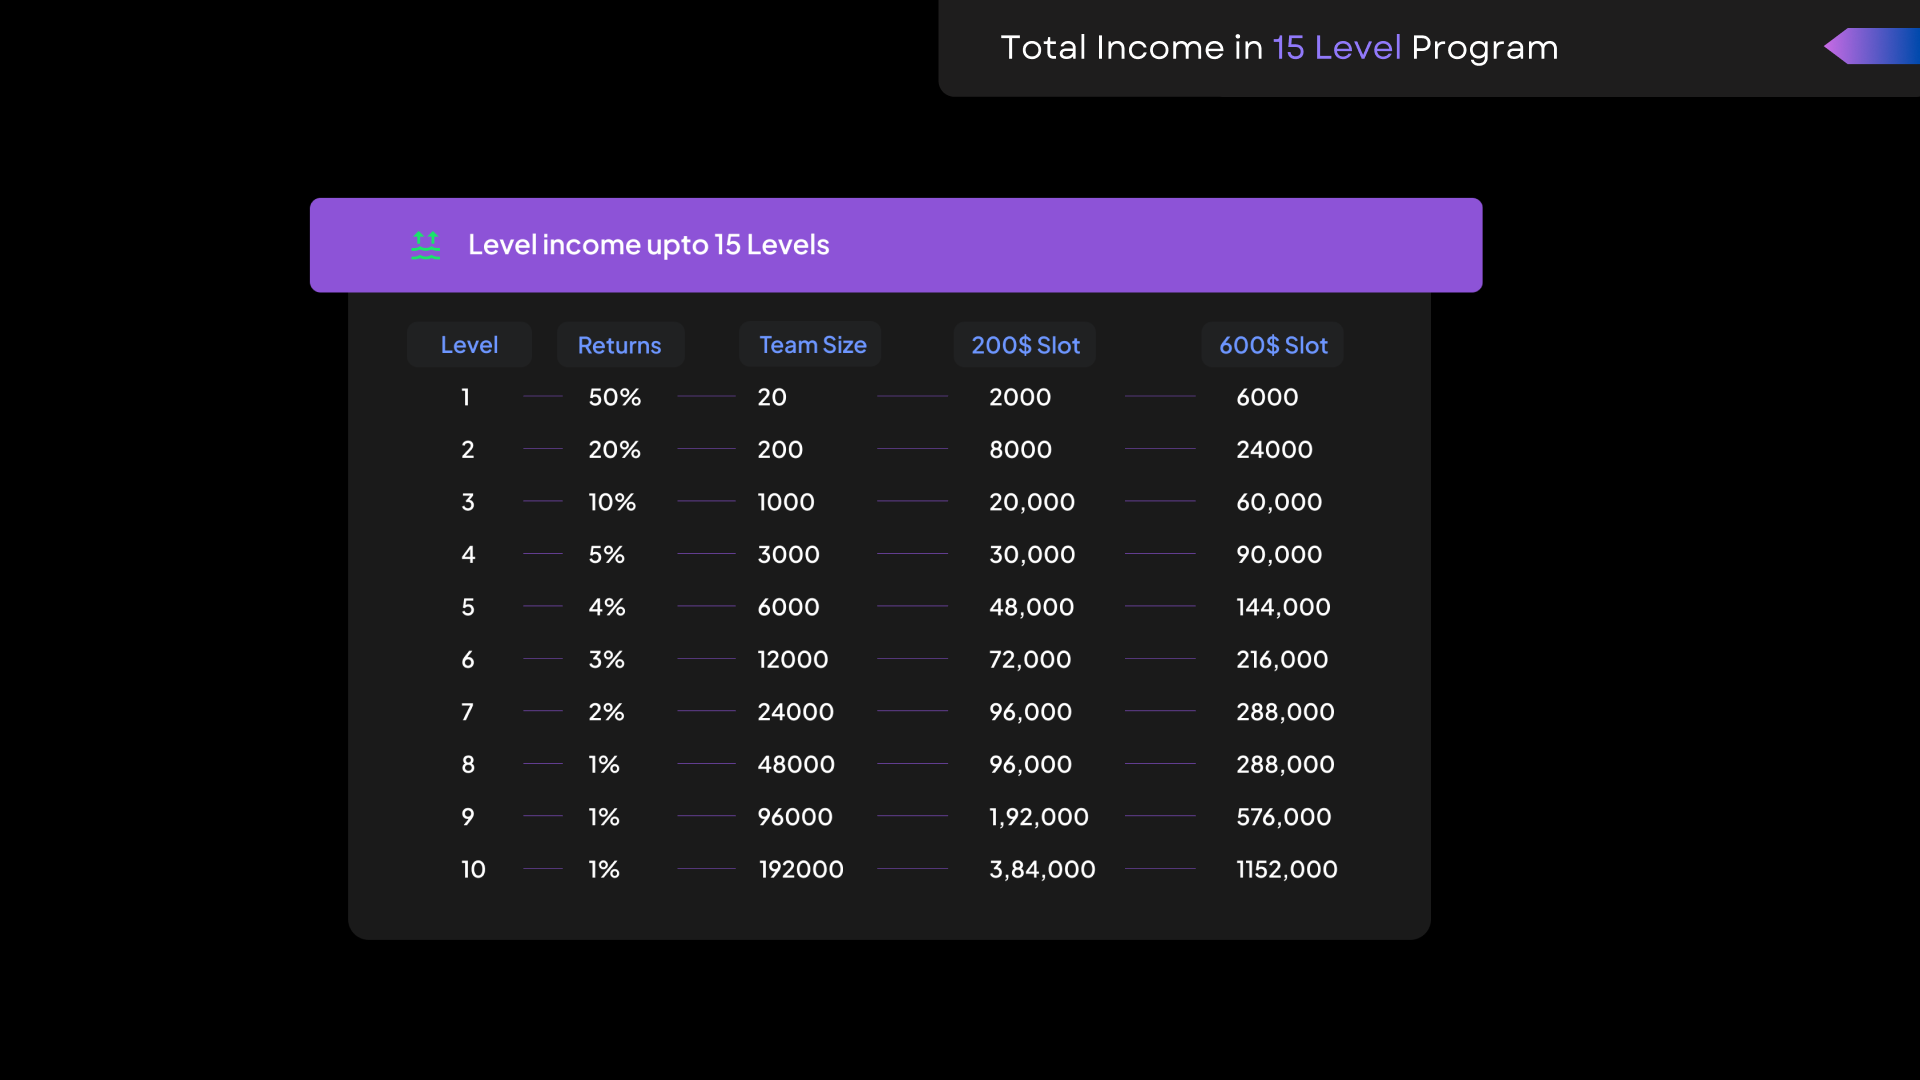 Total Income in 15 Level Program
Level income upto 15 Levels
Level Returns Team Size 200$ Slot 600$ Slot
1 50% 20 2000 6000
2 20% 200 8000 24000
3 10% 1000 20,000 60,000
4 5% 3000 30,000 90,000
5 4% 6000 48,000 144,000
6 3% 12000 72,000 216,000
7 2% 24000 96,000 288,000
8 1% 48000 96,000 288,000
9 1% 96000 1,92,000 576,000
10 1% 192000 3,84,000 1152,000